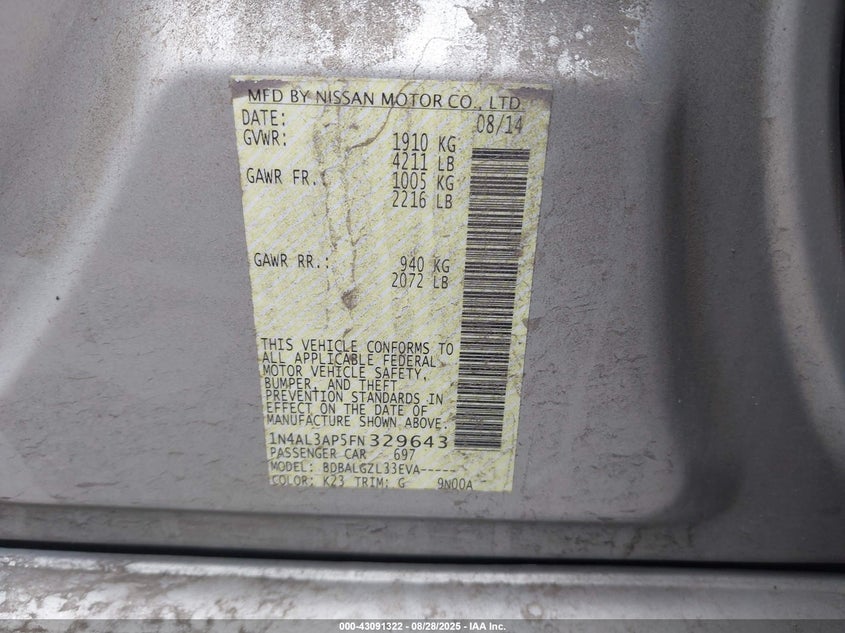 MFD BY NISSAN MOTOR CO., LTD.
DATE: 08/14
GVWR: 1910 KG
4211 LB
GAWR FR.: 1005 KG
2216 LB
GAWR RR.: 940 KG
2072 LB
THIS VEHICLE CONFORMS TO
ALL APPLICABLE FEDERAL
MOTOR VEHICLE SAFETY,
BUMPER, AND THEFT
PREVENTION STANDARDS IN
EFFECT ON THE DATE OF
MANUFACTURE SHOWN ABOVE.
1N4AL3AP5FN329643
PASSENGER CAR 697
MODEL: BDBALGZL33EVA-----
COLOR: K23 TRIM: G 9N00A
000-43091322 - 08/28/2025 - IAA Inc.